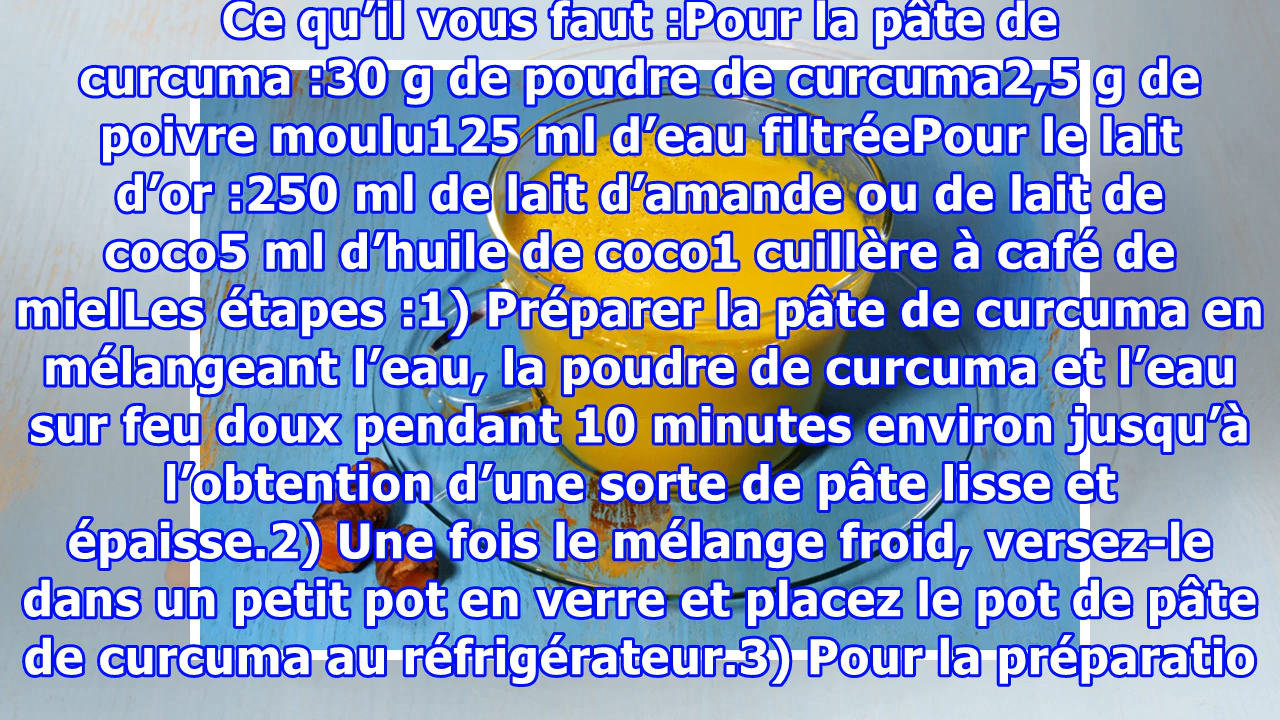 Ce qu’il vous faut :Pour la pâte de
curcuma :30 g de poudre de curcuma2,5 g de
poivre moulu125 ml d’eau filtréePour le lait
d’or :250 ml de lait d’amande ou de lait de
coco5 ml d’huile de coco1 cuillère à café de
mielLes étapes :1) Préparer la pâte de curcuma en
mélangeant l’eau, la poudre de curcuma et l’eau
sur feu doux pendant 10 minutes environ jusqu’à
l’obtention d’une sorte de pâte lisse et
épaisse.2) Une fois le mélange froid, versez-le
dans un petit pot en verre et placez le pot de pâte
de curcuma au réfrigérateur.3) Pour la préparatio